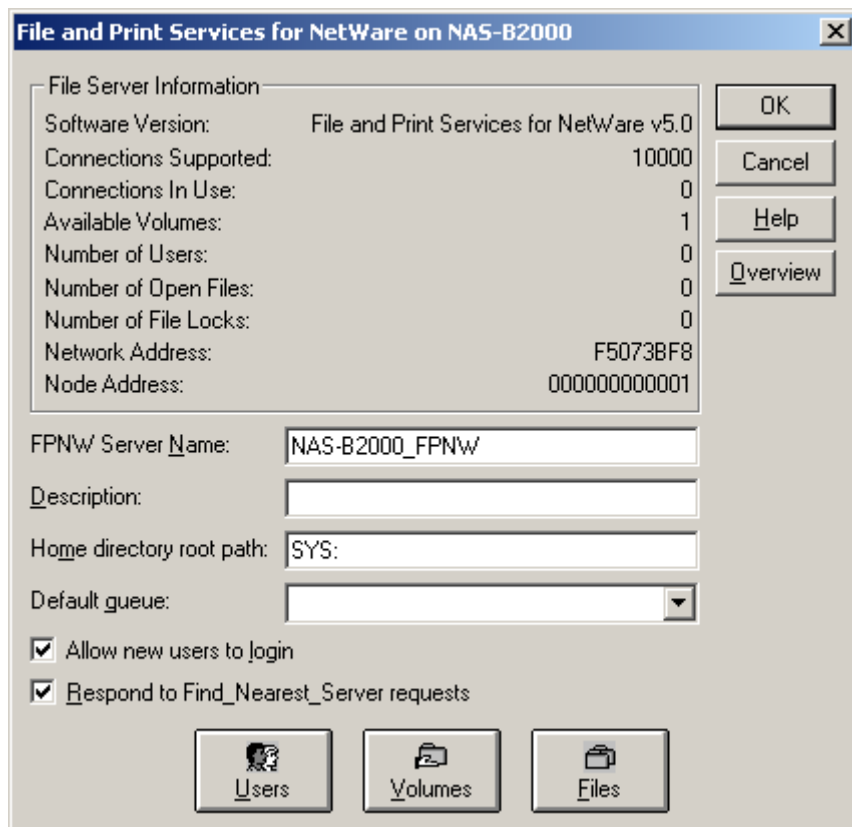 File and Print Services for NetWare on NAS-B2000
File Server Information
Software Version: File and Print Services for NetWare v5.0
Connections Supported: 10000
Connections In Use: 0
Available Volumes: 1
Number of Users: 0
Number of Open Files: 0
Number of File Locks: 0
Network Address: F5073BF8
Node Address: 000000000001
OK
Cancel
Help
Overview
FPNW Server Name: NAS-B2000_FPNW
Description:
Home directory root path: SYS:
Default queue:
Allow new users to login
Respond to Find_Nearest_Server requests
Users
Volumes
Files